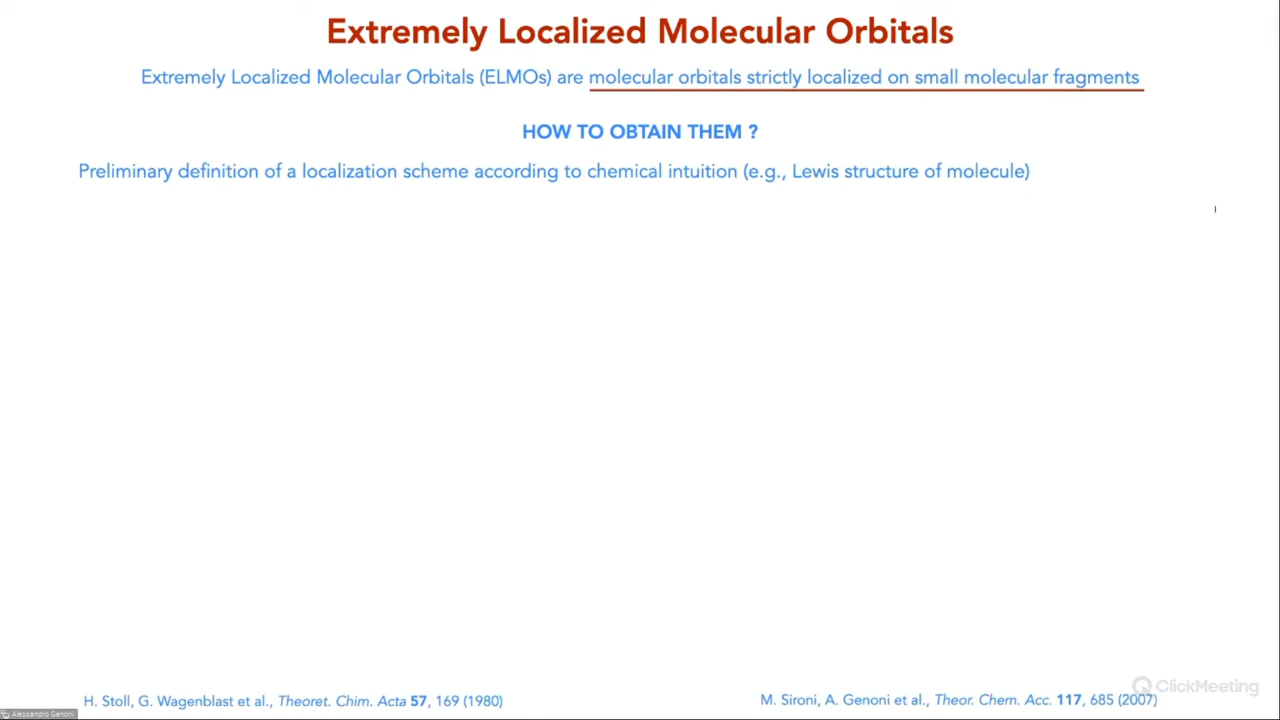 Extremely Localized Molecular Orbitals
Extremely Localized Molecular Orbitals (ELMOs) are molecular orbitals strictly localized on small molecular fragments
HOW TO OBTAIN THEM ?
Preliminary definition of a localization scheme according to chemical intuition (e.g., Lewis structure of molecule)
H. Stoll, G. Wagenblast et al., Theoret. Chim. Acta 57, 169 (1980)
M. Sironi, A. Genoni et al., Theor. Chem. Acc. 117, 685 (2007)
ClickMeeting
Alessandro Genoni